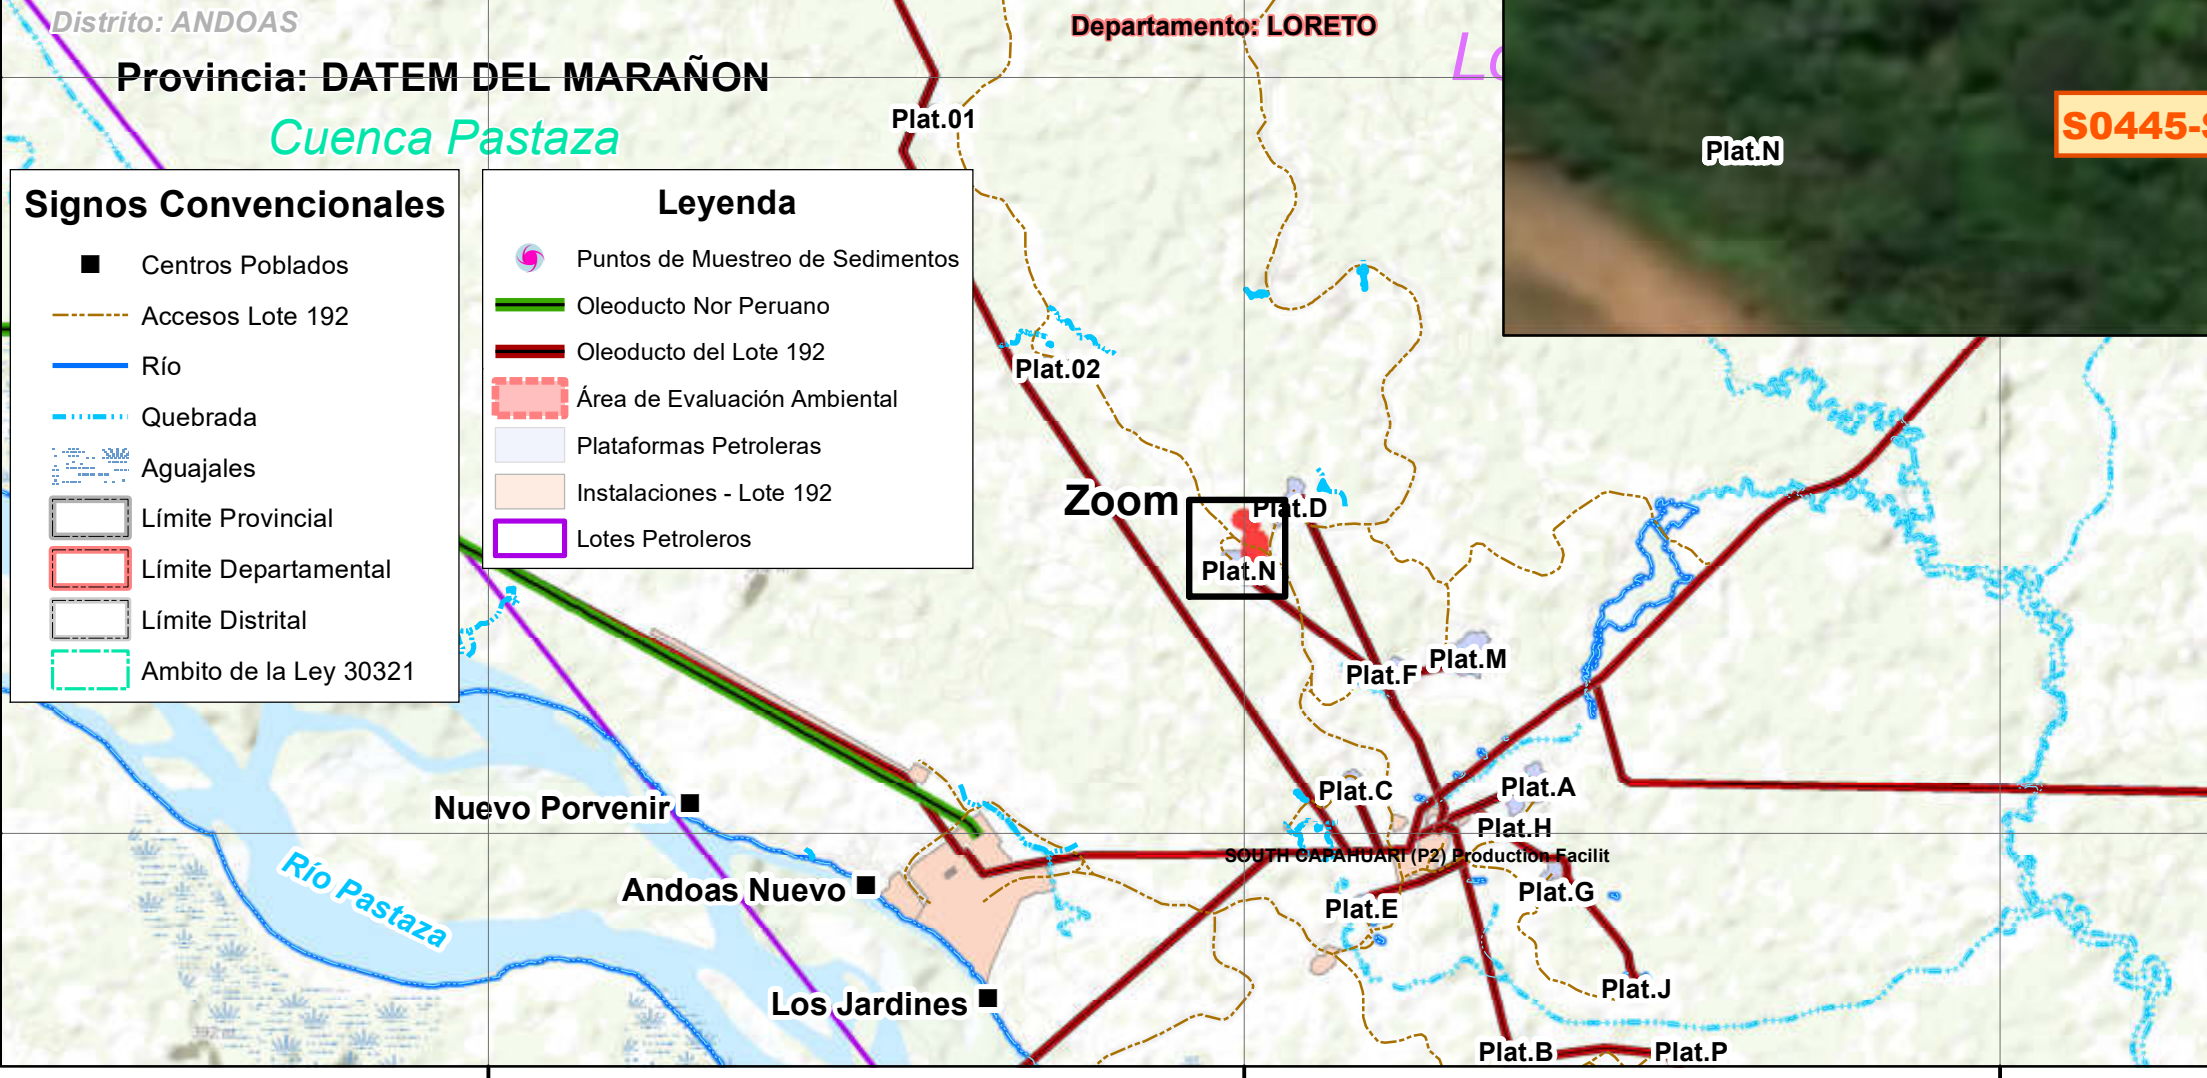 Distrito: ANDOAS
Departamento: LORETO
Provincia: DATEM DEL MARAÑON
Cuenca Pastaza
Lo
Plat.N
S0445-S
Plat.01
Signos Convencionales
Centros Poblados
Accesos Lote 192
Río
Quebrada
Aguajales
Límite Provincial
Límite Departamental
Límite Distrital
Ambito de la Ley 30321
Leyenda
Puntos de Muestreo de Sedimentos
Oleoducto Nor Peruano
Oleoducto del Lote 192
Área de Evaluación Ambiental
Plataformas Petroleras
Instalaciones - Lote 192
Lotes Petroleros
Plat.02
Zoom
Plat.D
Plat.N
Plat.F
Plat.M
Plat.C
Plat.A
Nuevo Porvenir
Plat.H
SOUTH CAPAHUARI (P2) Production Facilit
Río Pastaza
Andoas Nuevo
Plat.E
Plat.G
Los Jardines
Plat.J
Plat.B
Plat.P